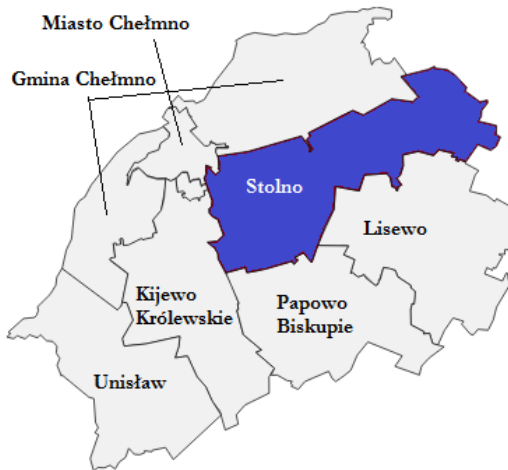 Miasto Chełmno
Gmina Chełmno
Stolno
Lisewo
Kijewo
Królewskie
Papowo
Biskupie
Unisław